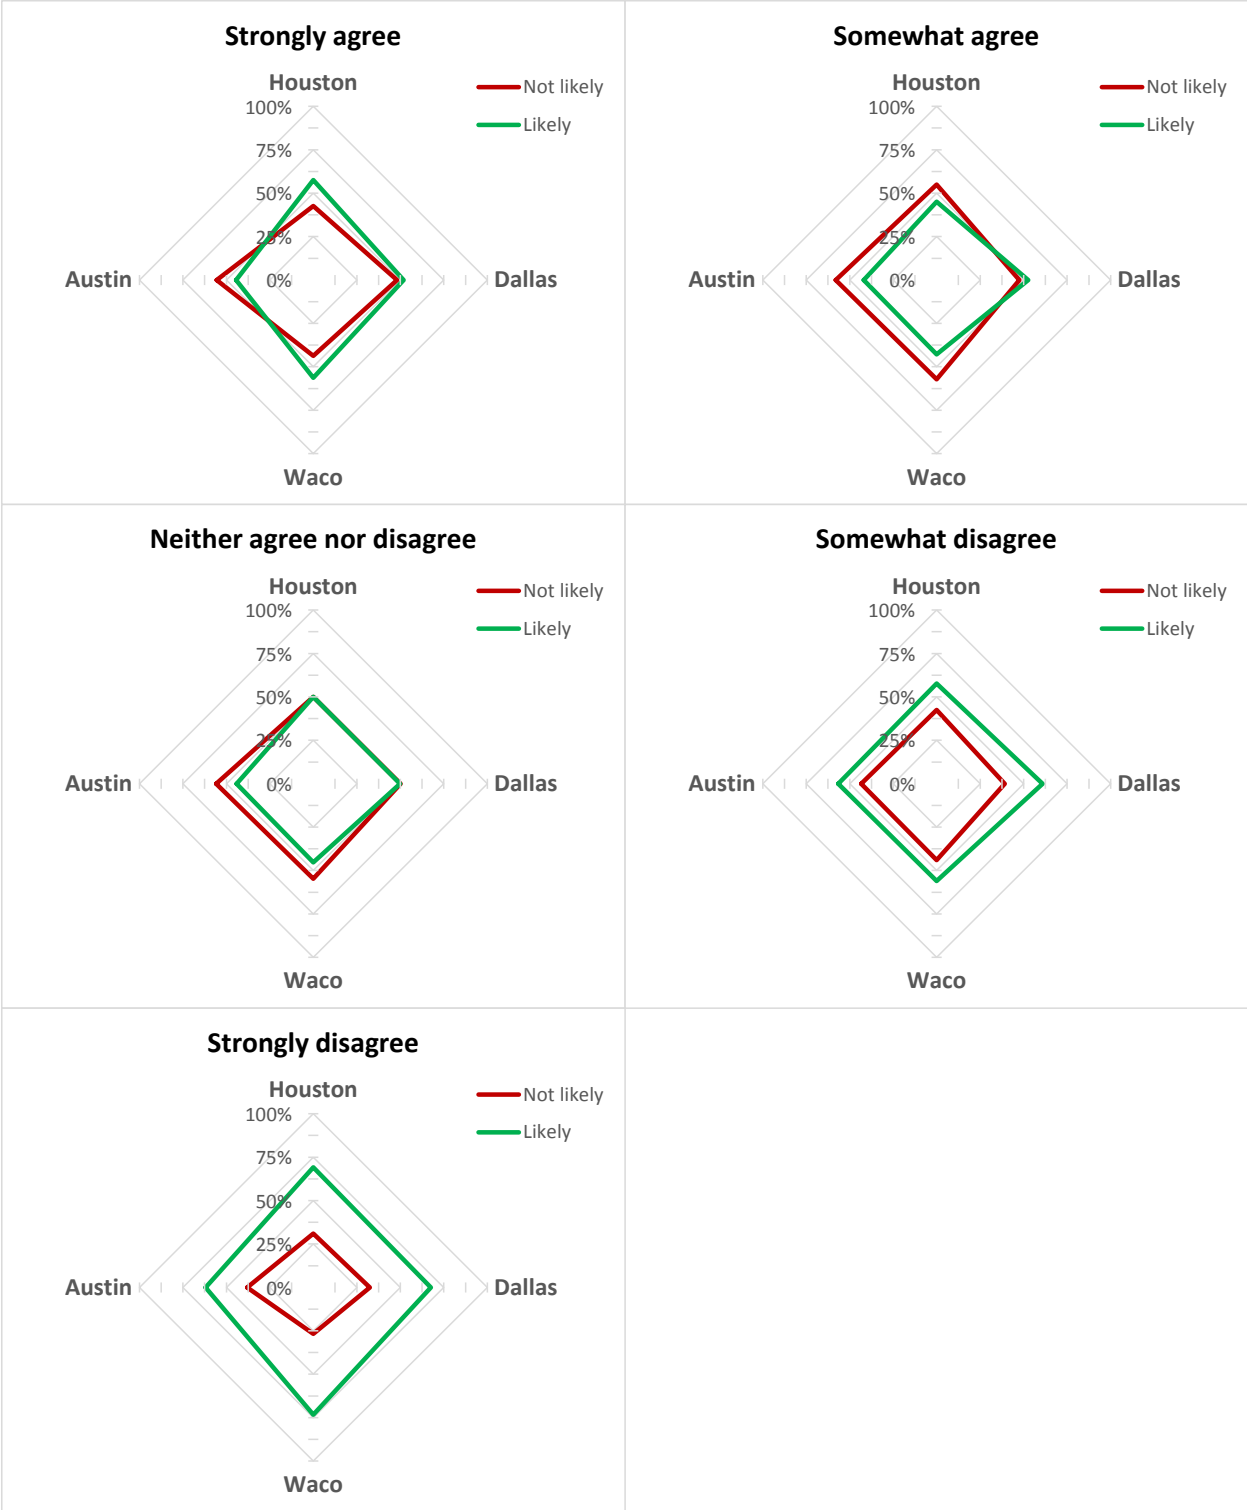 Strongly agree
Houston
Not likely
100%
Likely
75%
50%
25%
Austin
0%
Dallas
Waco
Somewhat agree
Houston
Not likely
100%
Likely
75%
50%
25%
Austin
0%
Dallas
Waco
Neither agree nor disagree
Houston
Not likely
100%
Likely
75%
50%
25%
Austin
0%
Dallas
Waco
Somewhat disagree
Houston
Not likely
100%
Likely
75%
50%
25%
Austin
0%
Dallas
Waco
Strongly disagree
Houston
Not likely
100%
Likely
75%
50%
25%
Austin
0%
Dallas
Waco